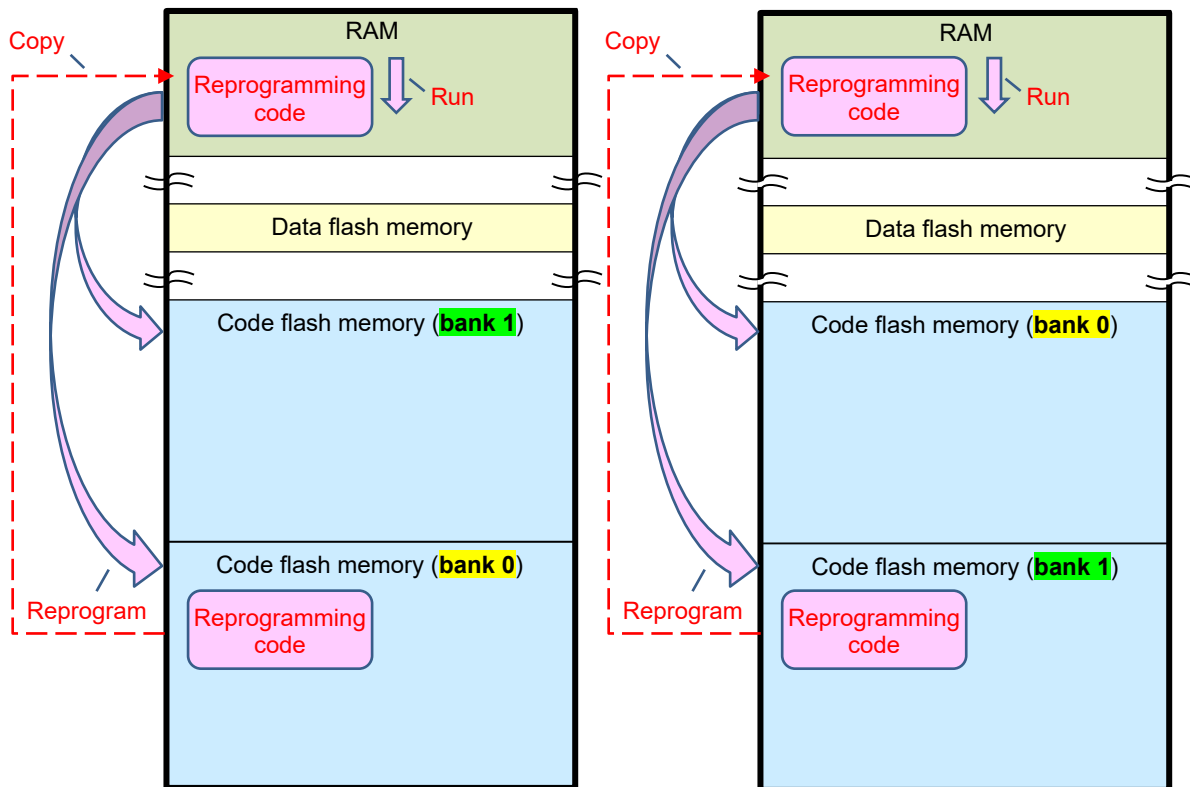 RAM
Copy
Reprogramming
code
Run
Data flash memory
Code flash memory (bank 1)
Code flash memory (bank 0)
Reprogram
Reprogramming
code
RAM
Copy
Reprogramming
code
Run
Data flash memory
Code flash memory (bank 0)
Code flash memory (bank 1)
Reprogram
Reprogramming
code